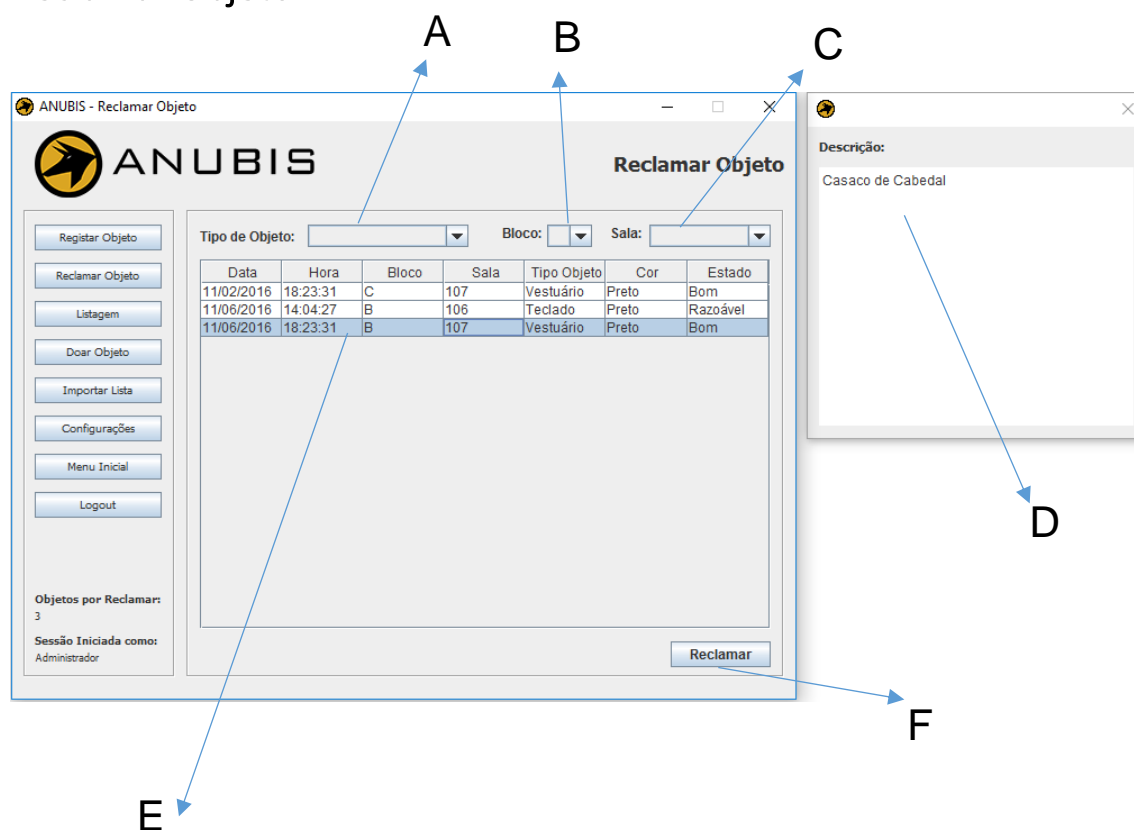 A
B
C
ANUBIS - Reclamar Objeto
ANUBIS
Reclamar Objeto
Descrição:
Casaco de Cabedal
Registar Objeto
Reclamar Objeto
Listagem
Doar Objeto
Importar Lista
Configurações
Menu Inicial
Logout
Objetos por Reclamar:
3
Sessão Iniciada como:
Administrador
Tipo de Objeto: Bloco: Sala:
Data Hora Bloco Sala Tipo Objeto Cor Estado
11/02/2016 18:23:31 C 107 Vestuário Preto Bom
11/06/2016 14:04:27 B 106 Teclado Preto Razoável
11/06/2016 18:23:31 B 107 Vestuário Preto Bom
Reclamar
D
F
E